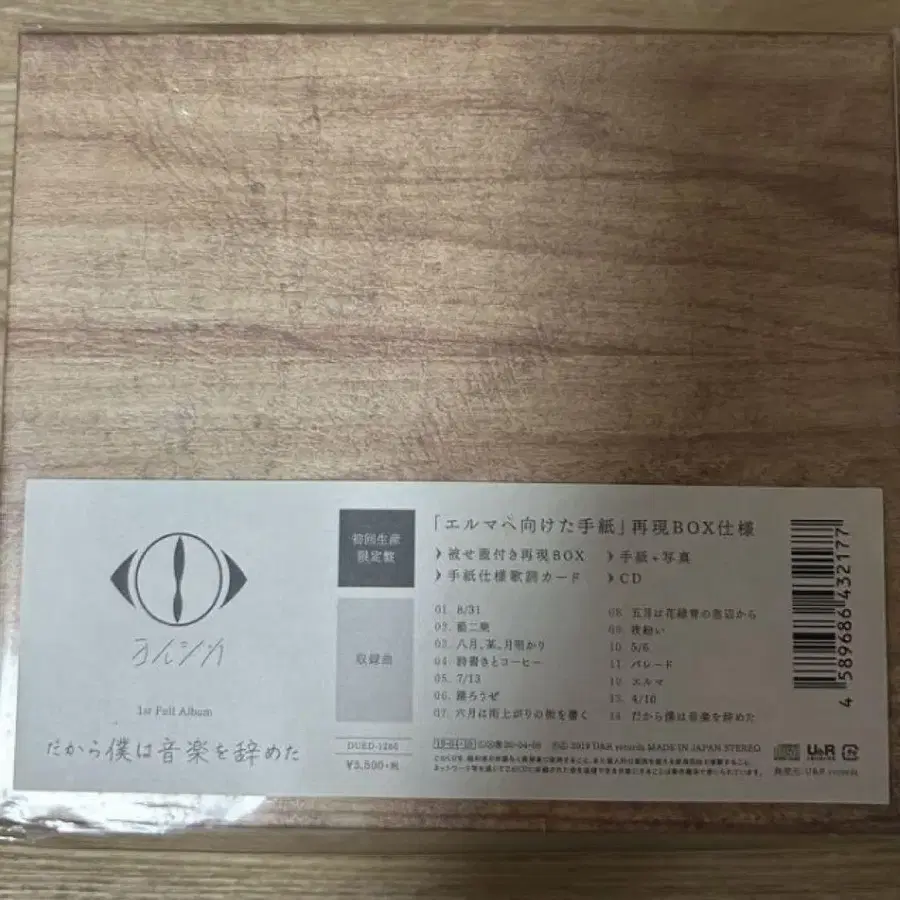 ヨルシカ
1st Full Album
だから僕は音楽を辞めた
初回生産
限定盤
「エルマへ向けた手紙」再現BOX仕様
被せ蓋付き再現BOX
手紙+写真
手紙仕様歌詞カード
CD
収録曲
01. 8/31
02. 藍二乗
03. 八月、某、月明かり
04. 詩書きとコーヒー
05. 7/13
06. 踊ろうぜ
07. 六月は雨上がりの街を書く
08. 五月は花緑青の窓辺から
09. 夜紛い
10. 5/6
11. パレード
12. エルマ
13. 4/10
14. だから僕は音楽を辞めた
DUED-1266
2019 U&R records MADE IN JAPAN STEREO
U&R
発売元:U&R records
4 589686 432177